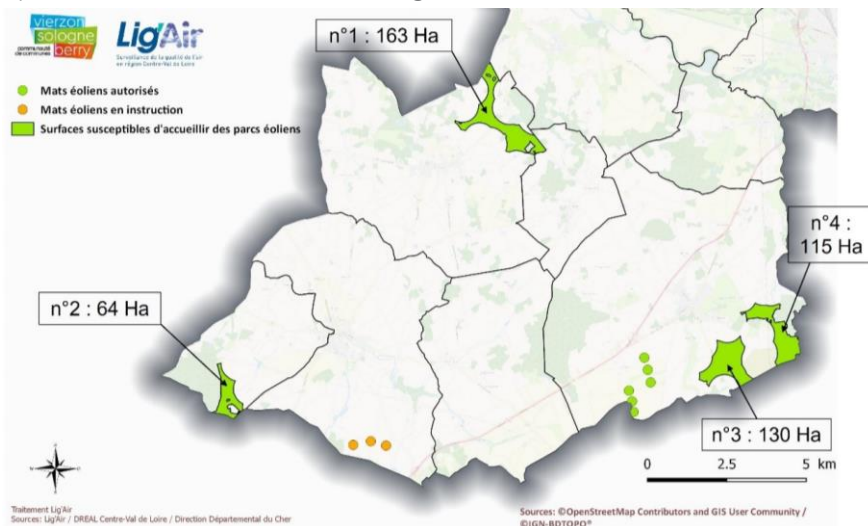 vierzon
sologne
berry
communauté
de communes
Lig'Air
Surveillance de la qualité de l'air
en région Centre-Val de Loire
n°1 : 163 Ha
Mats éoliens autorisés
Mats éoliens en instruction
Surfaces susceptibles d'accueillir des parcs éoliens
n°4 :
115 Ha
n°2 : 64 Ha
n°3 : 130 Ha
0 2.5 5 km
Traitement Lig'Air
Sources: Lig'Air / DREAL Centre-Val de Loire / Direction Départemental du Cher
Sources: ©OpenStreetMap Contributors and GIS User Community /
©IGN-BDTOPO®